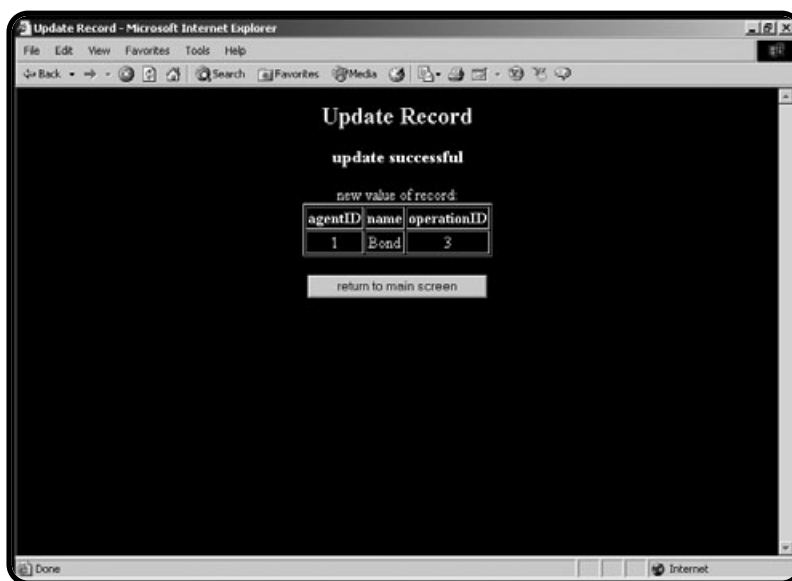 Update Record - Microsoft Internet Explorer
File Edit View Favorites Tools Help
Back Search Favorites Media
Update Record
update successful
new value of record:
agentID name operationID
1 Bond 3
return to main screen
Done Internet